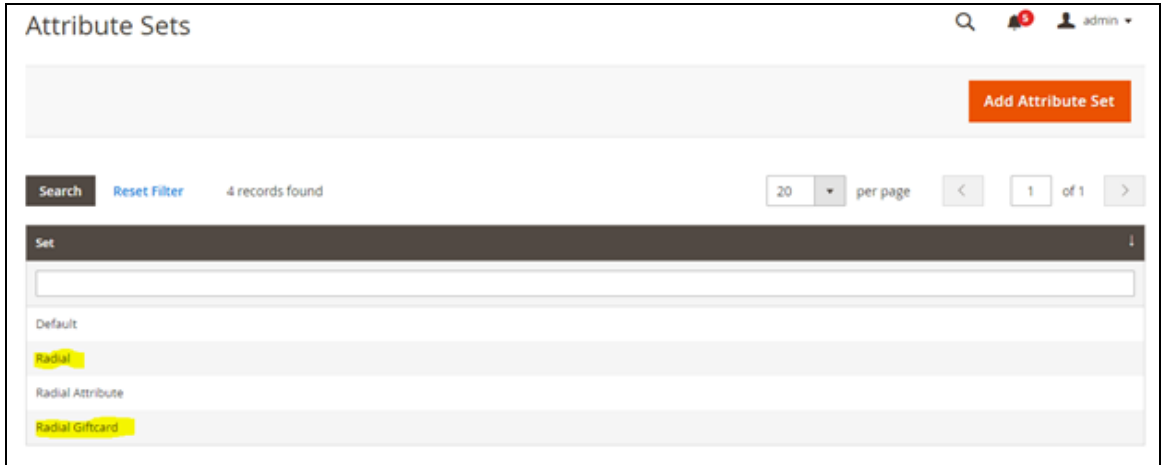 Attribute Sets
5 admin
Add Attribute Set
Search Reset Filter 4 records found 20 per page 1 of 1
Set
Default
Radial
Radial Attribute
Radial Giftcard